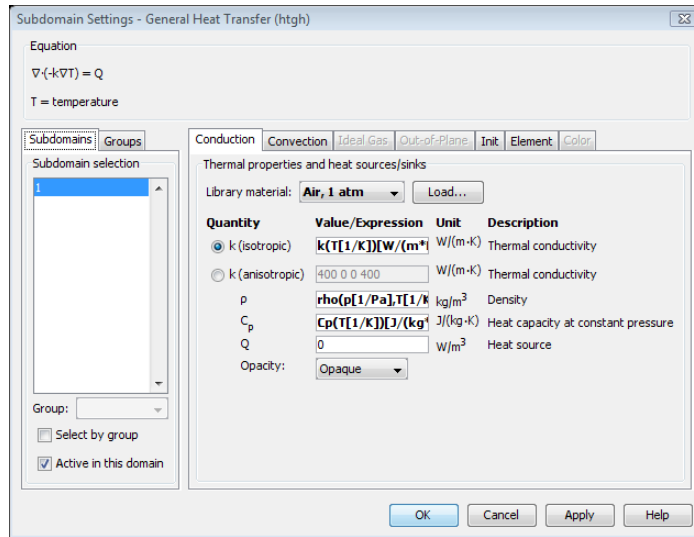 Subdomain Settings - General Heat Transfer (htgh)
Equation
∇·(-k∇T) = Q
T = temperature
Subdomains Groups
Subdomain selection
1
Group:
Select by group
Active in this domain
Conduction Convection Ideal Gas Out-of-Plane Init Element Color
Thermal properties and heat sources/sinks
Library material: Air, 1 atm Load...
Quantity Value/Expression Unit Description
k (isotropic) k(T[1/K])[W/(m* W/(m·K) Thermal conductivity
k (anisotropic) 400 0 0 400 W/(m·K) Thermal conductivity
ρ rho(p[1/Pa],T[1/K kg/m³ Density
Cp Cp(T[1/K])[J/(kg* J/(kg·K) Heat capacity at constant pressure
Q 0 W/m³ Heat source
Opacity: Opaque
OK Cancel Apply Help